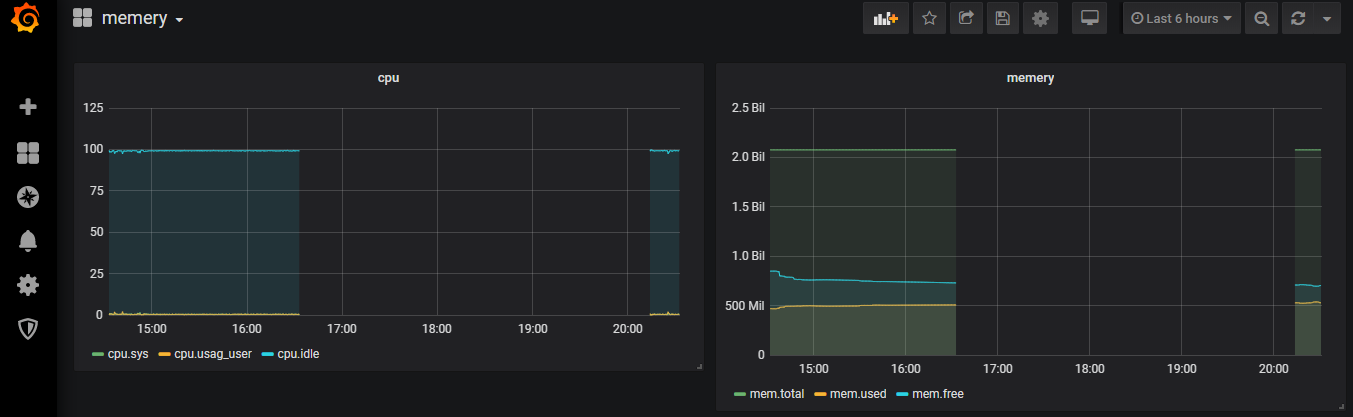 memery
Last 6 hours
cpu
125
100
75
50
25
0
15:00 16:00 17:00 18:00 19:00 20:00
cpu.sys cpu.usag_user cpu.idle
memery
2.5 Bil
2.0 Bil
1.5 Bil
1.0 Bil
500 Mil
0
15:00 16:00 17:00 18:00 19:00 20:00
mem.total mem.used mem.free